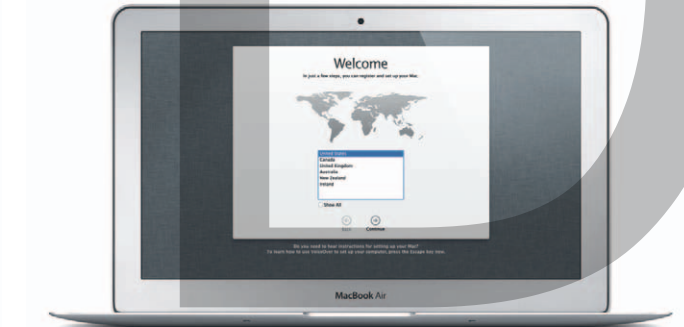 Welcome
In just a few steps, you can register and set up your Mac.
United States
Canada
United Kingdom
Australia
New Zealand
Ireland
Show All
Back
Continue
Do you need to hear instructions for setting up your Mac?
To learn how to use VoiceOver to set up your computer, press the Escape key now.
MacBook Air